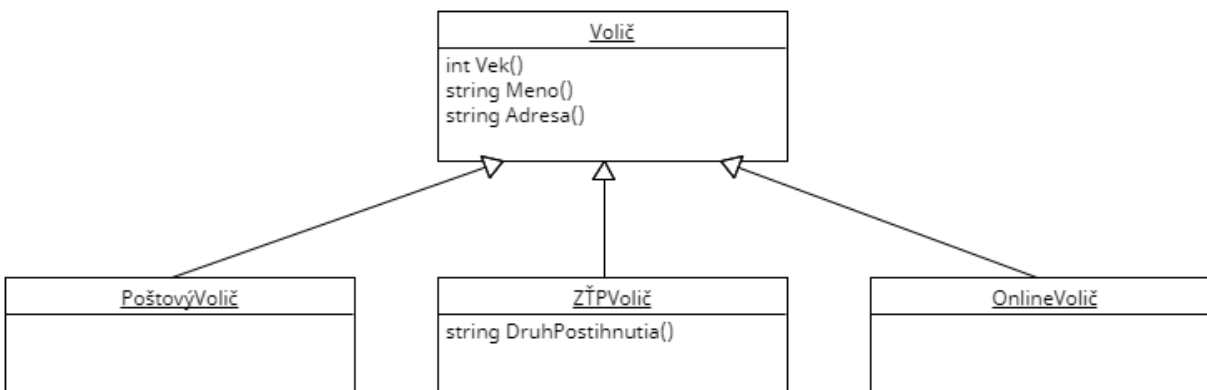 Volič
int Vek()
string Meno()
string Adresa()
PoštovýVolič
ZŤPVolič
string DruhPostihnutia()
OnlineVolič